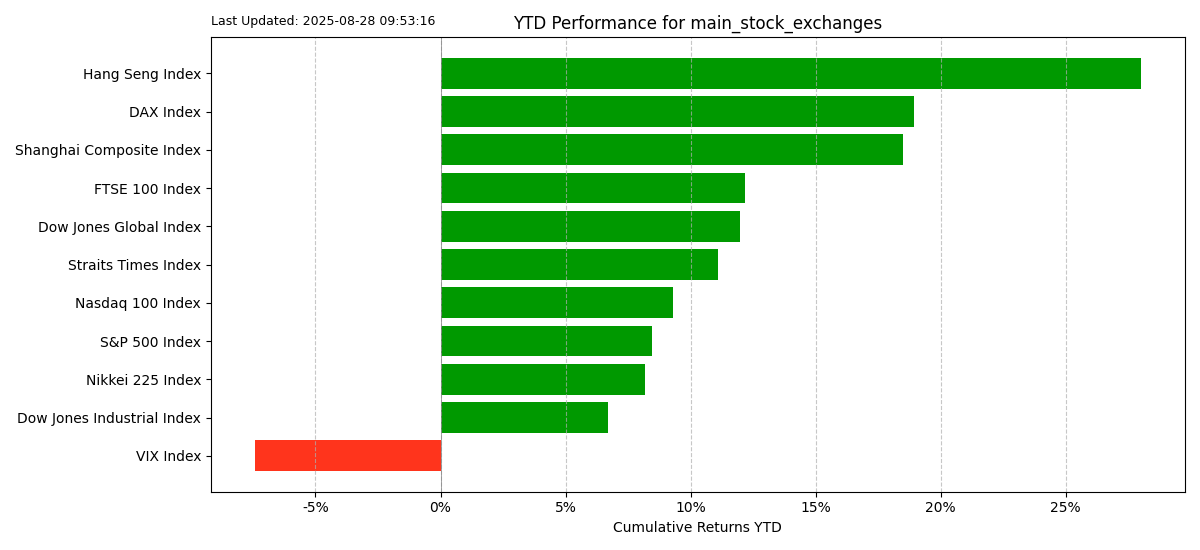 Last Updated: 2025-08-28 09:53:16
YTD Performance for main_stock_exchanges
Hang Seng Index
DAX Index
Shanghai Composite Index
FTSE 100 Index
Dow Jones Global Index
Straits Times Index
Nasdaq 100 Index
S&P 500 Index
Nikkei 225 Index
Dow Jones Industrial Index
VIX Index
-5% 0% 5% 10% 15% 20% 25%
Cumulative Returns YTD